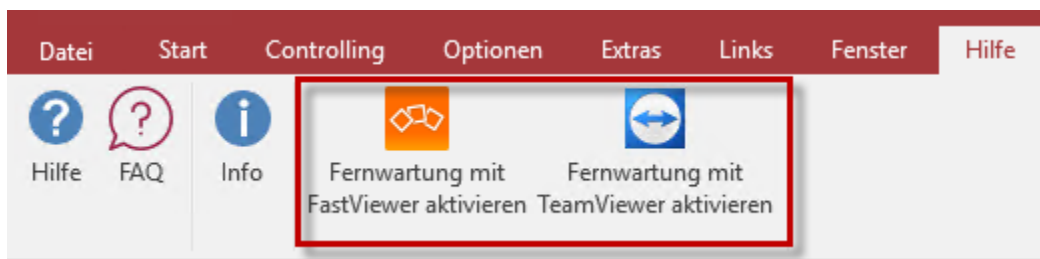 Datei Start Controlling Optionen Extras Links Fenster Hilfe
Hilfe FAQ Info Fernwartung mit Fernwartung mit
FastViewer aktivieren TeamViewer aktivieren